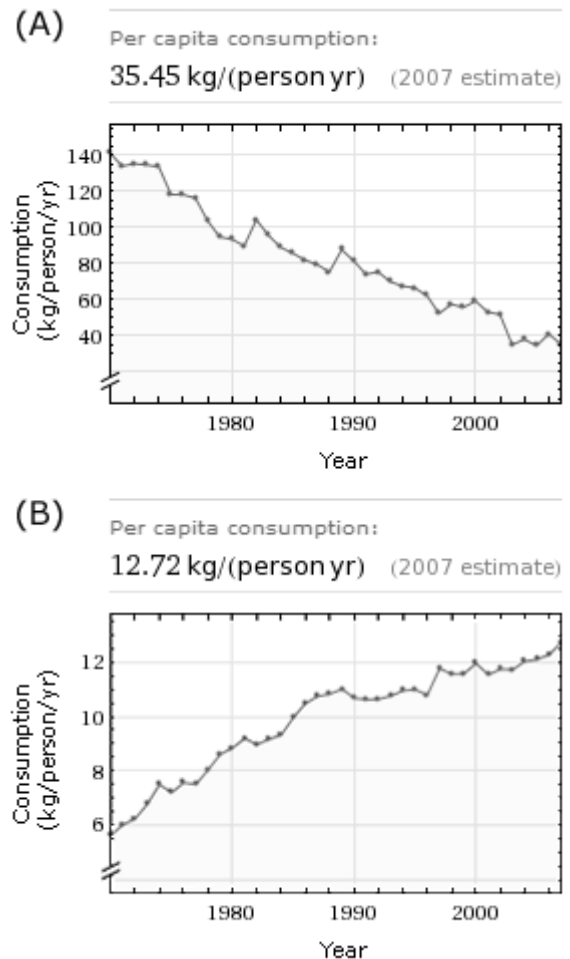 (A)
Per capita consumption:
35.45 kg/(person yr) (2007 estimate)
140
120
100
80
60
40
Consumption
(kg/person/yr)
1980 1990 2000
Year
(B)
Per capita consumption:
12.72 kg/(person yr) (2007 estimate)
12
10
8
6
Consumption
(kg/person/yr)
1980 1990 2000
Year